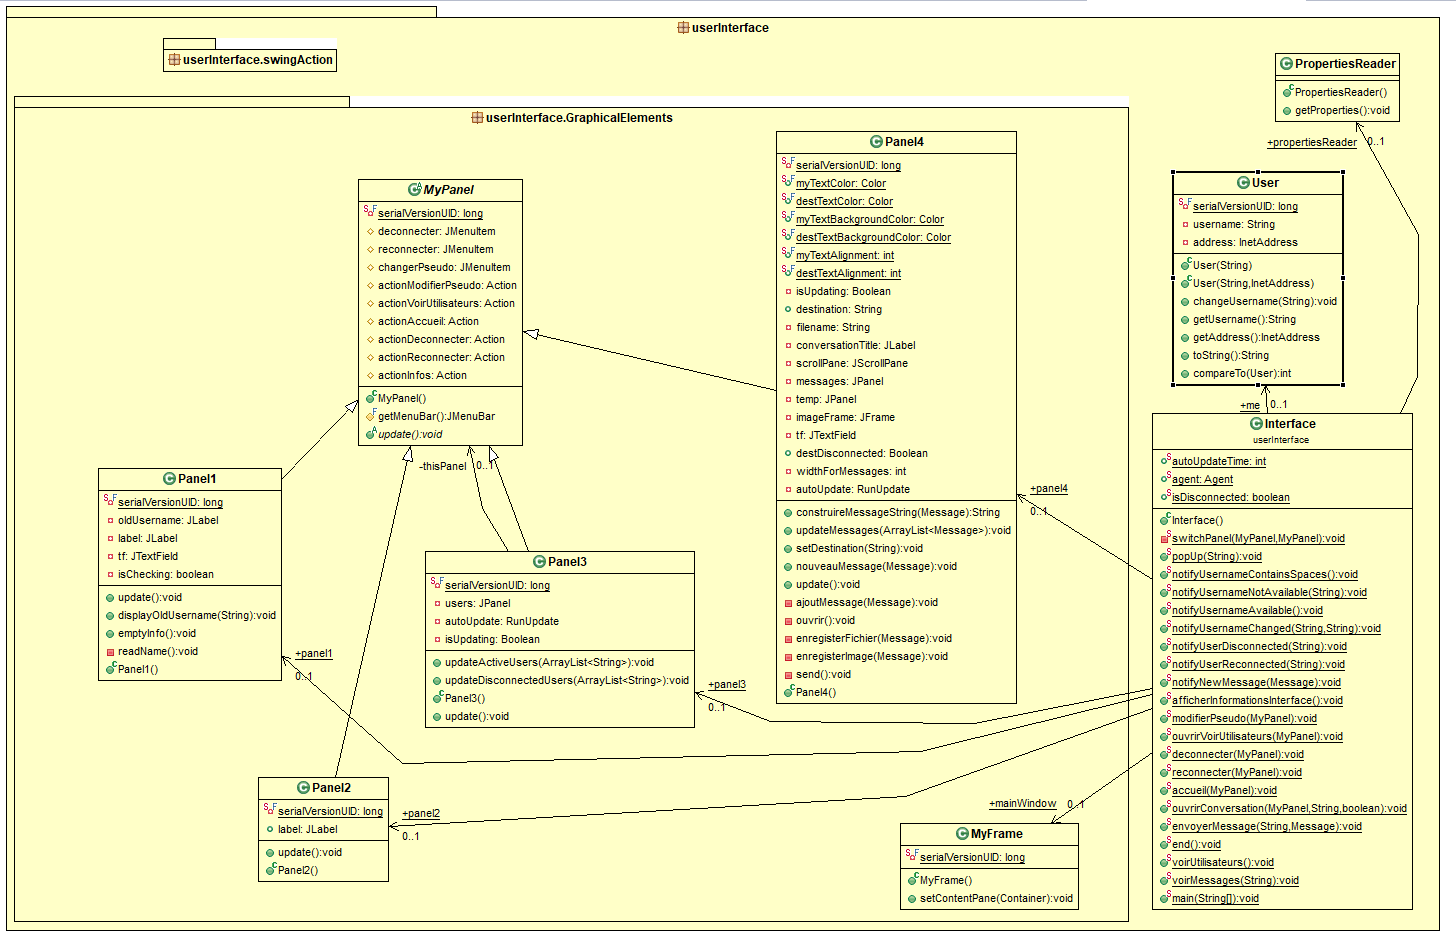 userInterface
userInterface.swingAction
userInterface.GraphicalElements
MyPanel
serialVersionUID: long
deconnecter: JMenuItem
reconnecter: JMenuItem
changerPseudo: JMenuItem
actionModifierPseudo: Action
actionVoirUtilisateurs: Action
actionAccueil: Action
actionDeconnecter: Action
actionReconnecter: Action
actionInfos: Action
MyPanel()
getMenuBar():JMenuBar
update():void
-thisPanel 0..1
Panel1
serialVersionUID: long
oldUsername: JLabel
label: JLabel
tf: JTextField
isChecking: boolean
update():void
displayOldUsername(String):void
emptyInfo():void
readName():void
Panel1()
+panel1
0..1
Panel3
serialVersionUID: long
users: JPanel
autoUpdate: RunUpdate
isUpdating: Boolean
updateActiveUsers(ArrayList<String>):void
updateDisconnectedUsers(ArrayList<String>):void
Panel3()
update():void
+panel3
0..1
Panel2
serialVersionUID: long
label: JLabel
update():void
Panel2()
+panel2
0..1
Panel4
serialVersionUID: long
myTextColor: Color
destTextColor: Color
myTextBackgroundColor: Color
destTextBackgroundColor: Color
myTextAlignment: int
destTextAlignment: int
isUpdating: Boolean
destination: String
filename: String
conversationTitle: JLabel
scrollPane: JScrollPane
messages: JPanel
temp: JPanel
imageFrame: JFrame
tf: JTextField
destDisconnected: Boolean
widthForMessages: int
autoUpdate: RunUpdate
construireMessageString(Message):String
updateMessages(ArrayList<Message>):void
setDestination(String):void
nouveauMessage(Message):void
update():void
ajoutMessage(Message):void
ouvrir():void
enregisterFichier(Message):void
enregisterImage(Message):void
send():void
Panel4()
+panel4
0..1
+mainWindow 0..1
MyFrame
serialVersionUID: long
MyFrame()
setContentPane(Container):void
PropertiesReader
PropertiesReader()
getProperties():void
+propertiesReader 0..1
User
serialVersionUID: long
username: String
address: InetAddress
User(String)
User(String,InetAddress)
changeUsername(String):void
getUsername():String
getAddress():InetAddress
toString():String
compareTo(User):int
+me 0..1
Interface
userInterface
autoUpdateTime: int
agent: Agent
isDisconnected: boolean
Interface()
switchPanel(MyPanel,MyPanel):void
popUp(String):void
notifyUsernameContainsSpaces():void
notifyUsernameNotAvailable(String):void
notifyUsernameAvailable():void
notifyUsernameChanged(String,String):void
notifyUserDisconnected(String):void
notifyUserReconnected(String):void
notifyNewMessage(Message):void
afficherInformationsInterface():void
modifierPseudo(MyPanel):void
ouvrirVoirUtilisateurs(MyPanel):void
deconnecter(MyPanel):void
reconnecter(MyPanel):void
accueil(MyPanel):void
ouvrirConversation(MyPanel,String,boolean):void
envoyerMessage(String,Message):void
end():void
voirUtilisateurs():void
voirMessages(String):void
main(String[]):void